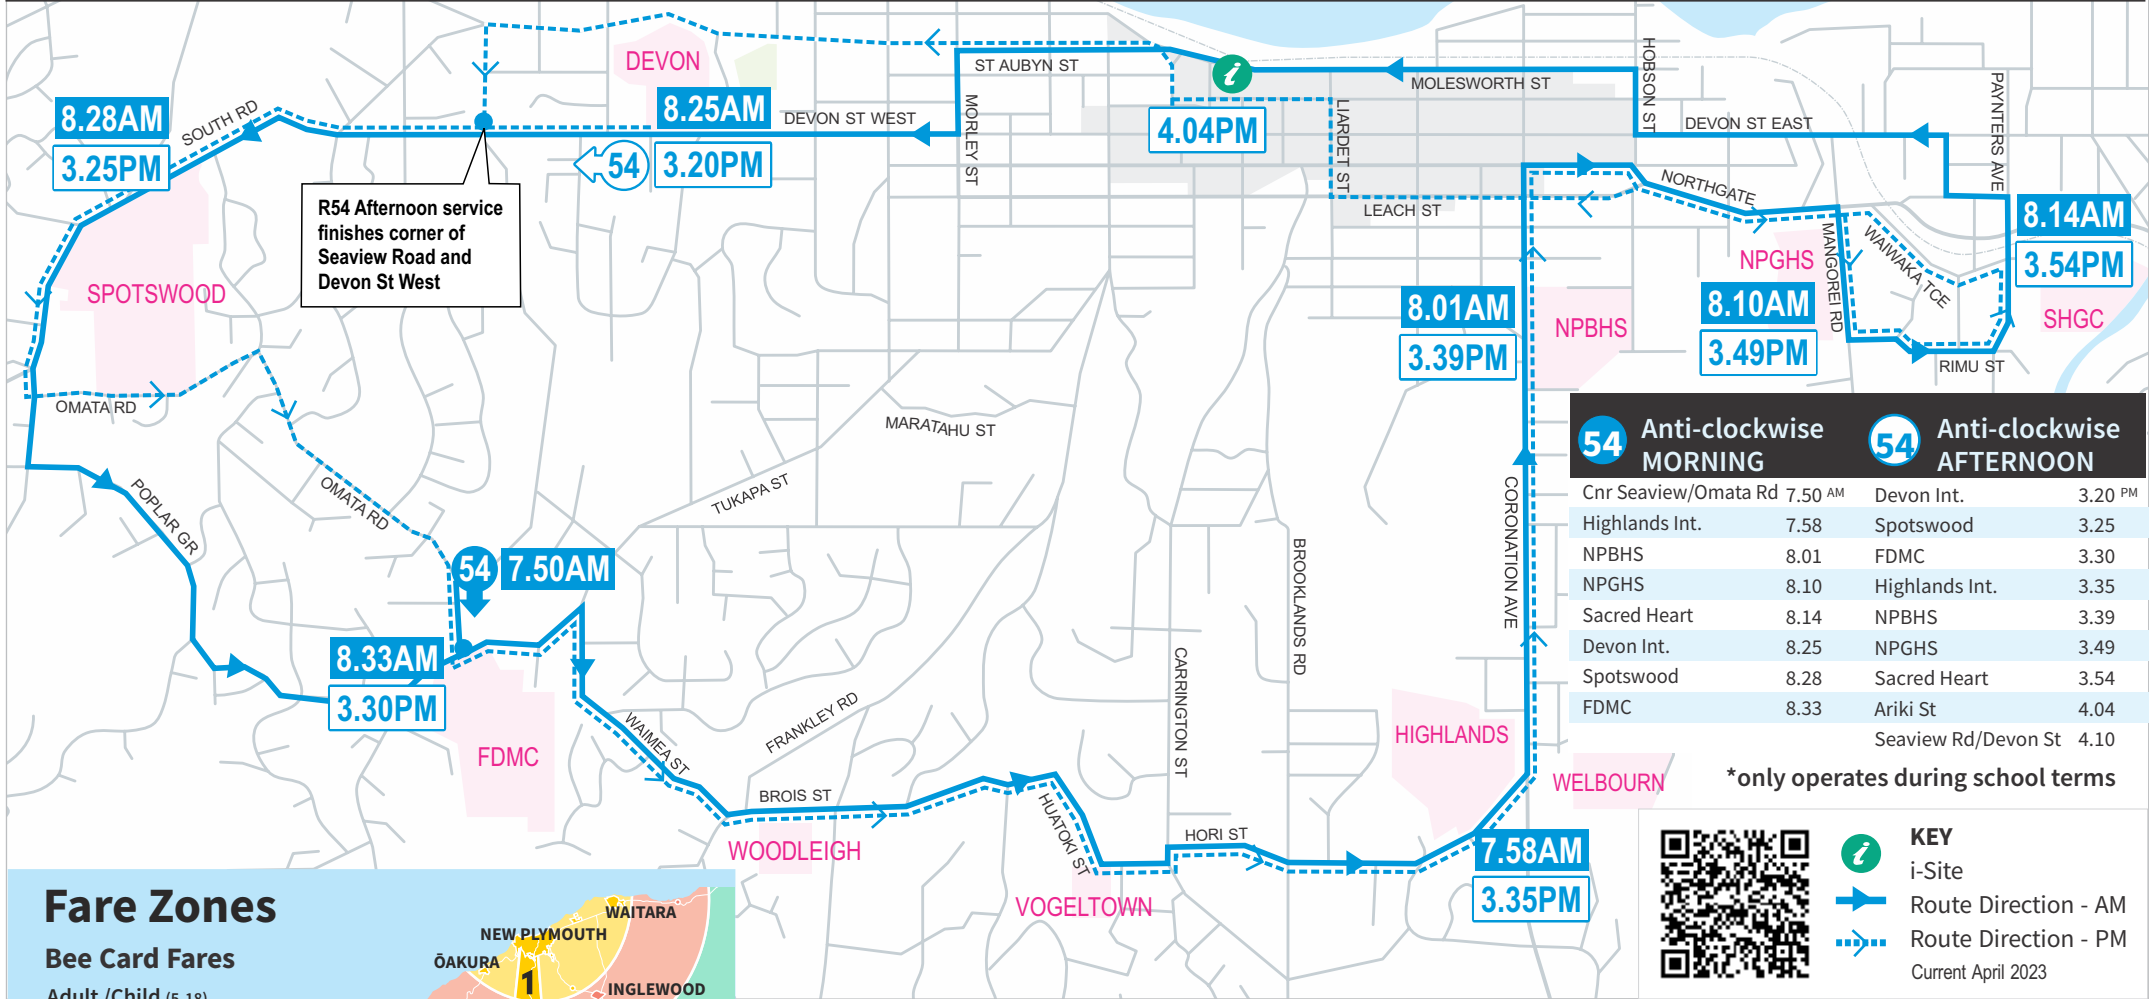 DEVON
ST AUBYN ST
MOLESWORTH ST
HOBSON ST
PAYNTERS AVE
8.28AM
SOUTH RD
8.25AM
DEVON ST WEST
MORLEY ST
4.04PM
LIARDET ST
DEVON ST EAST
3.25PM
54
3.20PM
R54 Afternoon service
finishes corner of
Seaview Road and
Devon St West
LEACH ST
NORTHGATE
8.14AM
3.54PM
SPOTSWOOD
NPGHS
MANGOREI RD
WAIWAKA TCE
8.01AM
3.39PM
NPBHS
8.10AM
3.49PM
SHGC
RIMU ST
OMATA RD
MARATAHU ST
TUKAPA ST
POPLAR GR
OMATA RD
CORONATION AVE
BROOKLANDS RD
54 7.50AM
8.33AM
3.30PM
FDMC
WAIMEA ST
FRANKLEY RD
CARRINGTON ST
BROIS ST
WOODLEIGH
HUATOKI ST
HORI ST
VOGELTOWN
HIGHLANDS
WELBOURN
7.58AM
3.35PM
54 Anti-clockwise
MORNING
Cnr Seaview/Omata Rd 7.50 AM
Highlands Int. 7.58
NPBHS 8.01
NPGHS 8.10
Sacred Heart 8.14
Devon Int. 8.25
Spotswood 8.28
FDMC 8.33
54 Anti-clockwise
AFTERNOON
Devon Int. 3.20 PM
Spotswood 3.25
FDMC 3.30
Highlands Int. 3.35
NPBHS 3.39
NPGHS 3.49
Sacred Heart 3.54
Ariki St 4.04
Seaview Rd/Devon St 4.10
*only operates during school terms
KEY
i i-Site
Route Direction - AM
Route Direction - PM
Current April 2023
i
Fare Zones
Bee Card Fares
Adult /Child (5-18)
WAITARA
NEW PLYMOUTH
ŌAKURA
1
INGLEWOOD